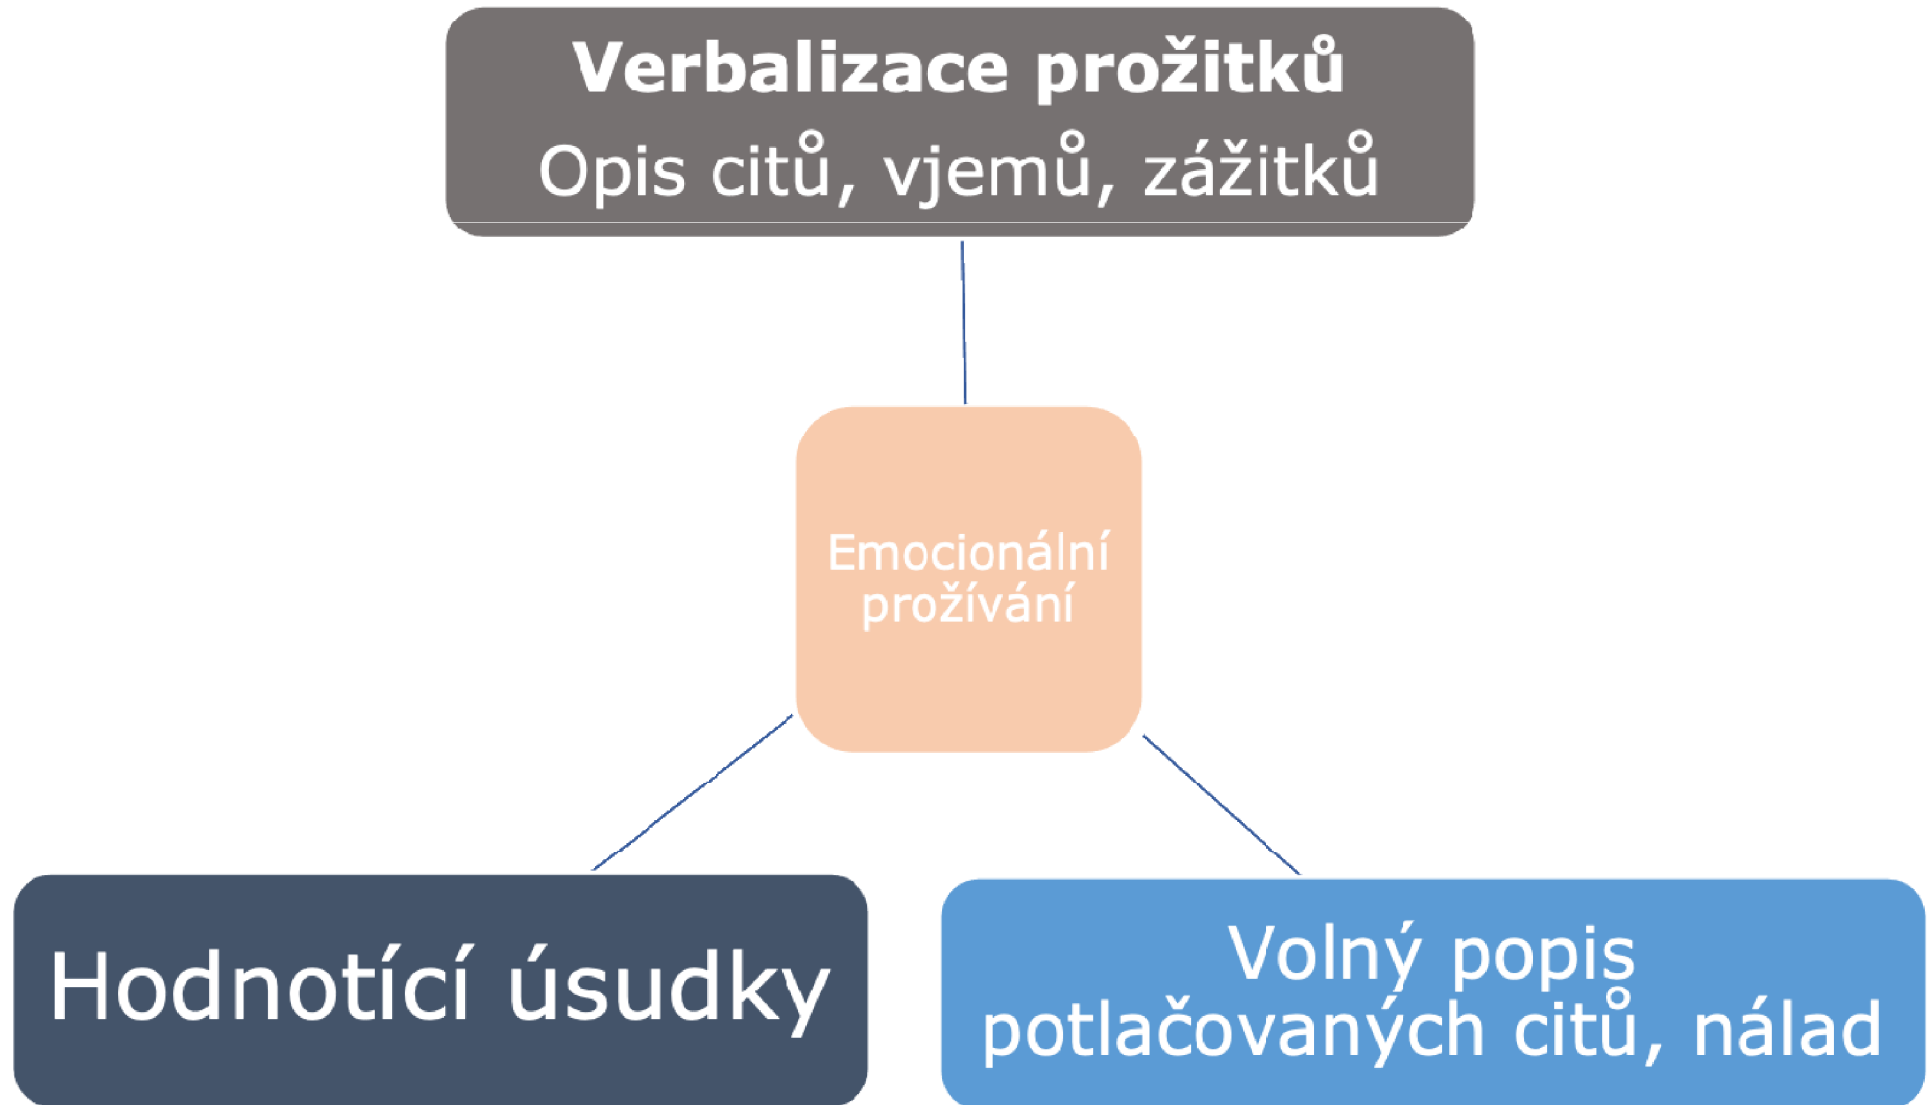 Verbalizace prožitků
Opis citů, vjemů, zážitků
Emocionální
prožívání
Hodnotící úsudky
Volný popis
potlačovaných citů, nálad